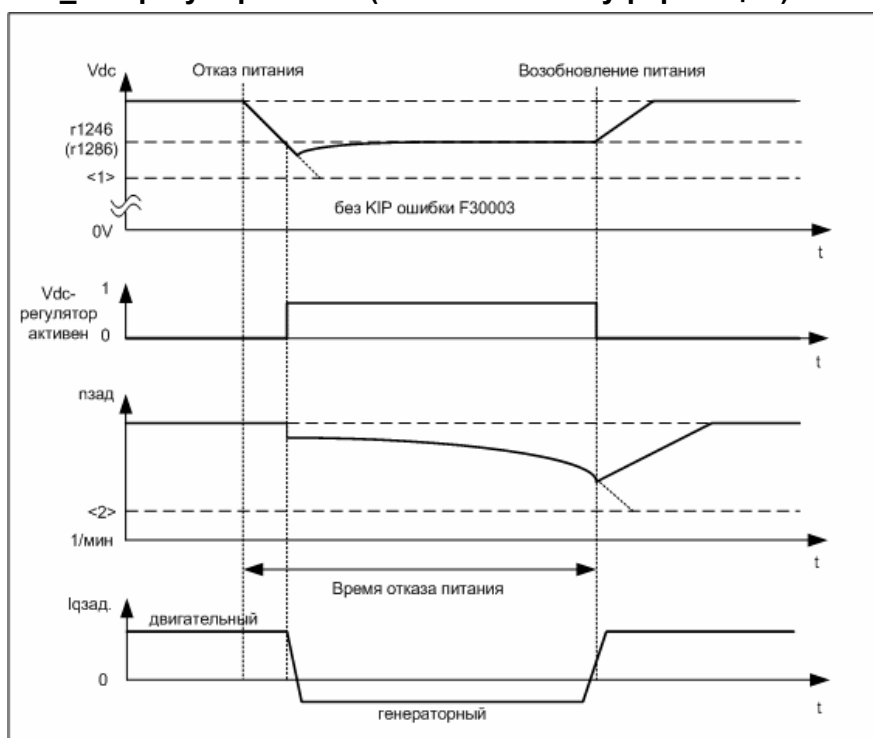 Vdc
Отказ питания
Возобновление питания
r1246
(r1286)
<1>
без KIP ошибки F30003
0V
t
Vdc-
регулятор
активен
1
0
t
nзад
<2>
1/мин
t
Время отказа питания
Iqзад.
двигательный
0
генераторный
t